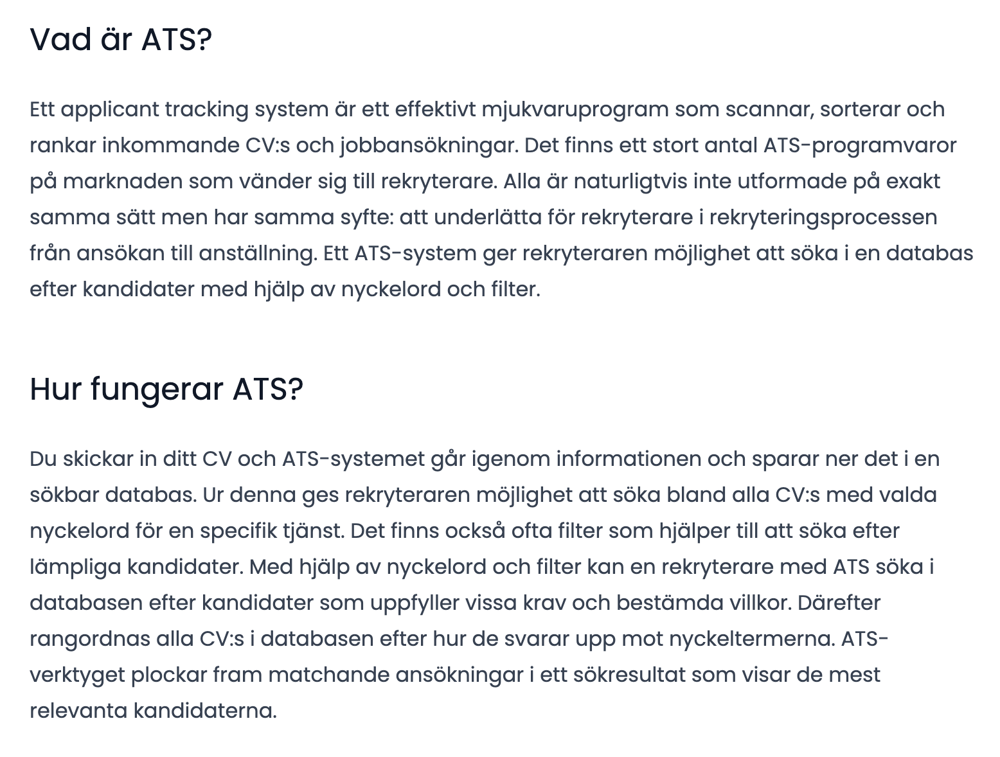 Vad är ATS?
Ett applicant tracking system är ett effektivt mjukvaruprogram som scannar, sorterar och
rankar inkommande CV:s och jobbansökningar. Det finns ett stort antal ATS-programvaror
på marknaden som vänder sig till rekryterare. Alla är naturligtvis inte utformade på exakt
samma sätt men har samma syfte: att underlätta för rekryterare i rekryteringsprocessen
från ansökan till anställning. Ett ATS-system ger rekryteraren möjlighet att söka i en databas
efter kandidater med hjälp av nyckelord och filter.
Hur fungerar ATS?
Du skickar in ditt CV och ATS-systemet går igenom informationen och sparar ner det i en
sökbar databas. Ur denna ges rekryteraren möjlighet att söka bland alla CV:s med valda
nyckelord för en specifik tjänst. Det finns också ofta filter som hjälper till att söka efter
lämpliga kandidater. Med hjälp av nyckelord och filter kan en rekryterare med ATS söka i
databasen efter kandidater som uppfyller vissa krav och bestämda villkor. Därefter
rangordnas alla CV:s i databasen efter hur de svarar upp mot nyckeltermerna. ATS-
verktyget plockar fram matchande ansökningar i ett sökresultat som visar de mest
relevanta kandidaterna.